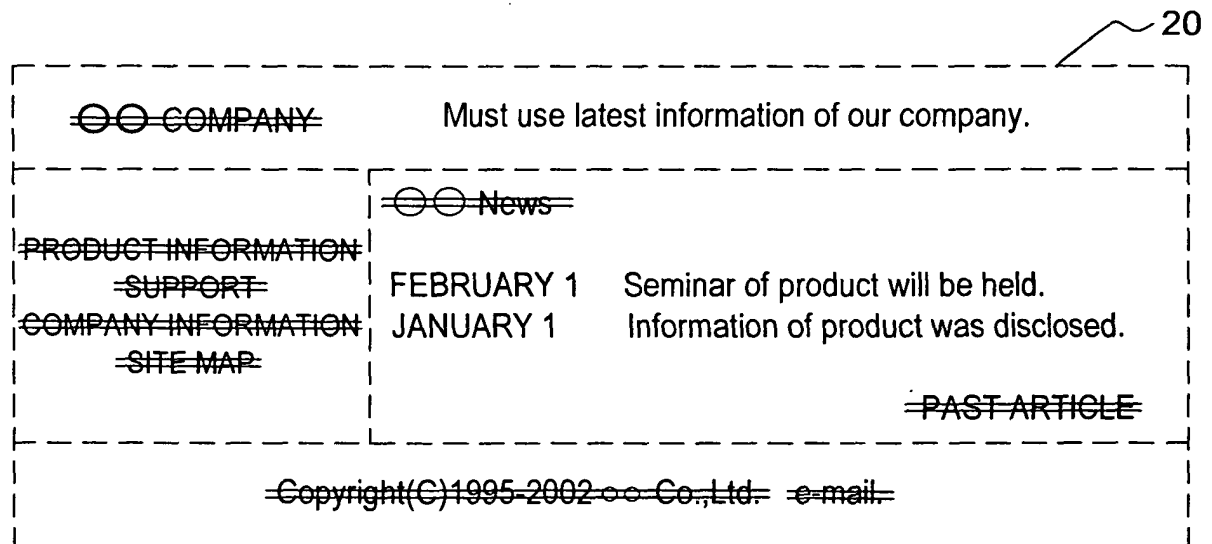 20
○○ COMPANY Must use latest information of our company.
○○ News
PRODUCT INFORMATION
SUPPORT
COMPANY INFORMATION
SITE MAP
FEBRUARY 1 Seminar of product will be held.
JANUARY 1 Information of product was disclosed.
PAST ARTICLE
Copyright(C)1995-2002 ○○ Co.,Ltd. e-mail.